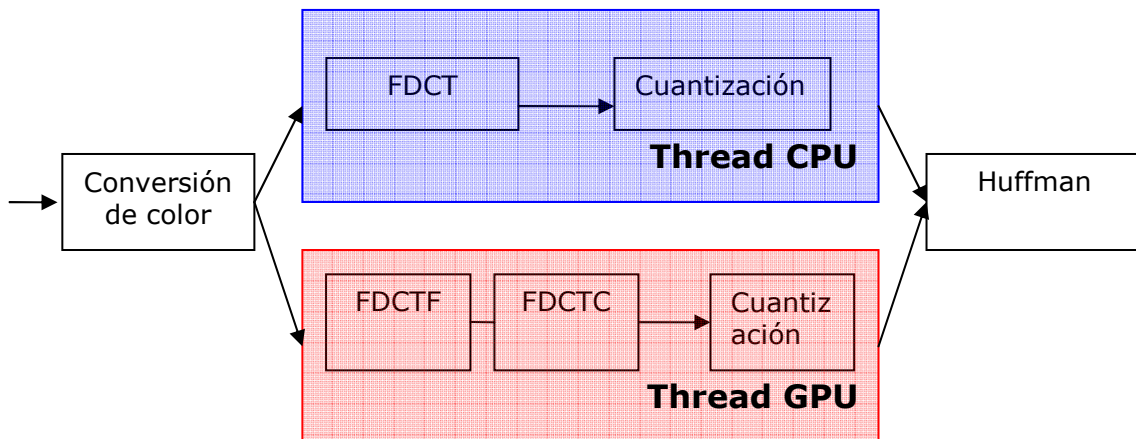 FDCT
Cuantización
Thread CPU
Conversión
de color
Huffman
FDCTF
FDCTC
Cuantiz
ación
Thread GPU